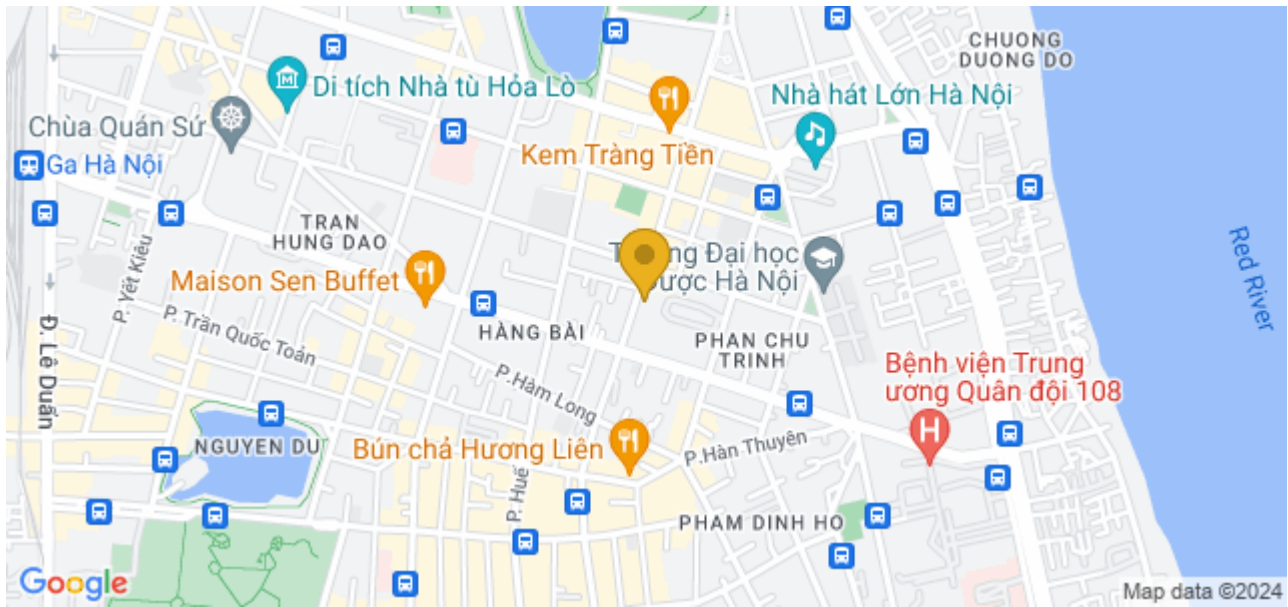 CHUONG
DUONG DO
Di tích Nhà tù Hỏa Lò
Nhà hát Lớn Hà Nội
Chùa Quán Sứ
Kem Tràng Tiền
Ga Hà Nội
TRAN
HUNG DAO
P. Yết Kiêu
Red River
T
ng Đại học
ược Hà Nội
Maison Sen Buffet
P. Trần Quốc Toản
HÀNG BÀI
PHAN CHU
TRINH
Đ. Lê Duẩn
P.Hàm Long
Bệnh viện Trung
ương Quân đội 108
H
NGUYEN DU
Bún chả Hương Liên
P.Hàn Thuyên
P. Huế
PHAM DINH HO
Google
Map data ©2024